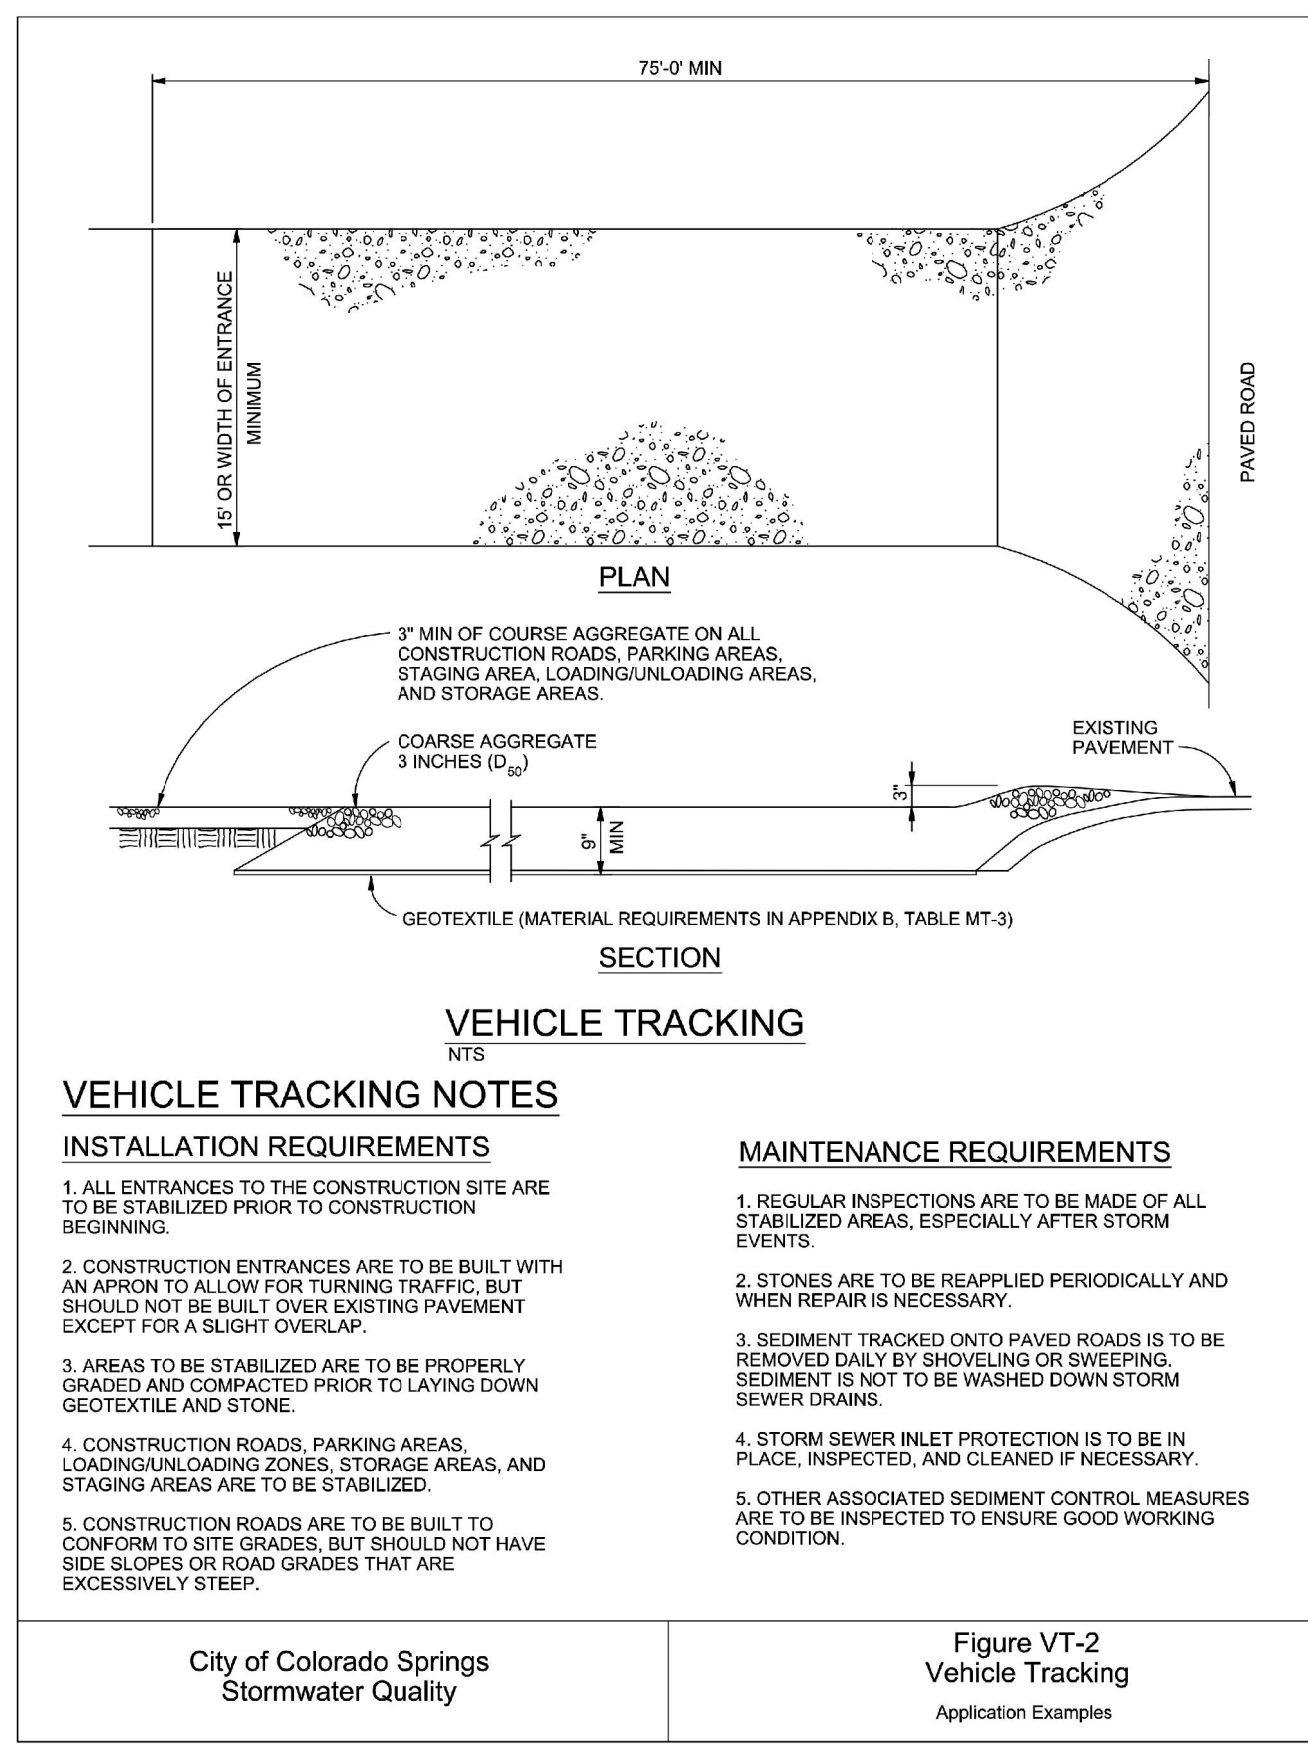 75'-0' MIN
15' OR WIDTH OF ENTRANCE
MINIMUM
PAVED ROAD
PLAN
3" MIN OF COURSE AGGREGATE ON ALL
CONSTRUCTION ROADS, PARKING AREAS,
STAGING AREA, LOADING/UNLOADING AREAS,
AND STORAGE AREAS.
COARSE AGGREGATE
3 INCHES (D50)
EXISTING
PAVEMENT
3"
9"
MIN
GEOTEXTILE (MATERIAL REQUIREMENTS IN APPENDIX B, TABLE MT-3)
SECTION
VEHICLE TRACKING
NTS
VEHICLE TRACKING NOTES
INSTALLATION REQUIREMENTS
1. ALL ENTRANCES TO THE CONSTRUCTION SITE ARE
TO BE STABILIZED PRIOR TO CONSTRUCTION
BEGINNING.
2. CONSTRUCTION ENTRANCES ARE TO BE BUILT WITH
AN APRON TO ALLOW FOR TURNING TRAFFIC, BUT
SHOULD NOT BE BUILT OVER EXISTING PAVEMENT
EXCEPT FOR A SLIGHT OVERLAP.
3. AREAS TO BE STABILIZED ARE TO BE PROPERLY
GRADED AND COMPACTED PRIOR TO LAYING DOWN
GEOTEXTILE AND STONE.
4. CONSTRUCTION ROADS, PARKING AREAS,
LOADING/UNLOADING ZONES, STORAGE AREAS, AND
STAGING AREAS ARE TO BE STABILIZED.
5. CONSTRUCTION ROADS ARE TO BE BUILT TO
CONFORM TO SITE GRADES, BUT SHOULD NOT HAVE
SIDE SLOPES OR ROAD GRADES THAT ARE
EXCESSIVELY STEEP.
MAINTENANCE REQUIREMENTS
1. REGULAR INSPECTIONS ARE TO BE MADE OF ALL
STABILIZED AREAS, ESPECIALLY AFTER STORM
EVENTS.
2. STONES ARE TO BE REAPPLIED PERIODICALLY AND
WHEN REPAIR IS NECESSARY.
3. SEDIMENT TRACKED ONTO PAVED ROADS IS TO BE
REMOVED DAILY BY SHOVELING OR SWEEPING.
SEDIMENT IS NOT TO BE WASHED DOWN STORM
SEWER DRAINS.
4. STORM SEWER INLET PROTECTION IS TO BE IN
PLACE, INSPECTED, AND CLEANED IF NECESSARY.
5. OTHER ASSOCIATED SEDIMENT CONTROL MEASURES
ARE TO BE INSPECTED TO ENSURE GOOD WORKING
CONDITION.
City of Colorado Springs
Stormwater Quality
Figure VT-2
Vehicle Tracking
Application Examples